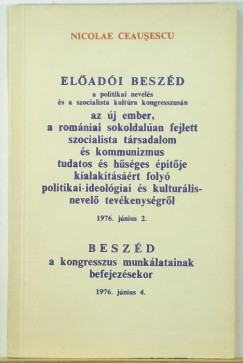 NICOLAE CEAUȘESCU
ELŐADÓI BESZÉD
a politikai nevelés
és a szocialista kultúra kongresszusán
az új ember,
a romániai sokoldalúan fejlett
szocialista társadalom
és kommunizmus
tudatos és hűséges építője
kialakításáért folyó
politikai-ideológiai és kulturális-
nevelő tevékenységről
1976. június 2.
BESZÉD
a kongresszus munkálatainak
befejezésekor
1976. június 4.